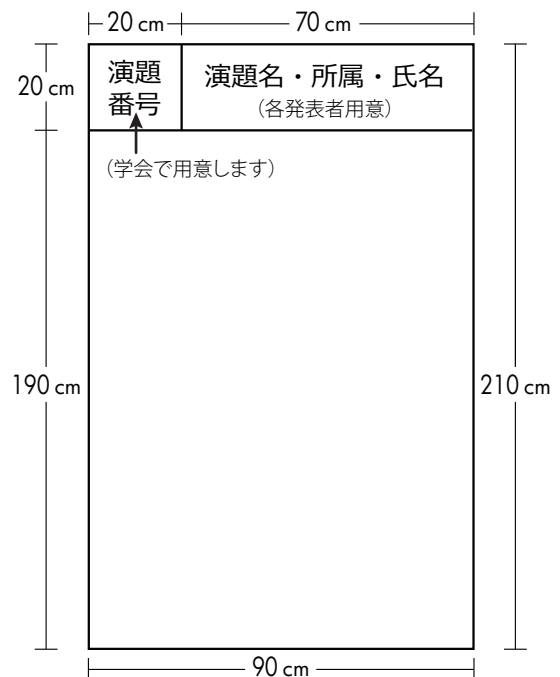 20 cm
70 cm
20 cm
演題
番号
演題名・所属・氏名
(各発表者用意)
(学会で用意します)
190 cm
210 cm
90 cm